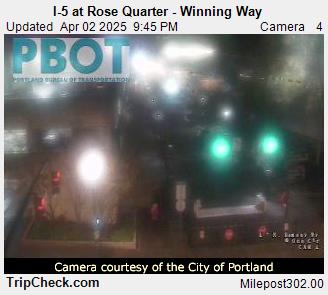 I-5 at Rose Quarter - Winning Way
Updated Apr 02 2025 9:45 PM Camera 4
PBOT
PORTLAND BUREAU OF TRANSPORTATION
Camera courtesy of the City of Portland
TripCheck.com Milepost302.00